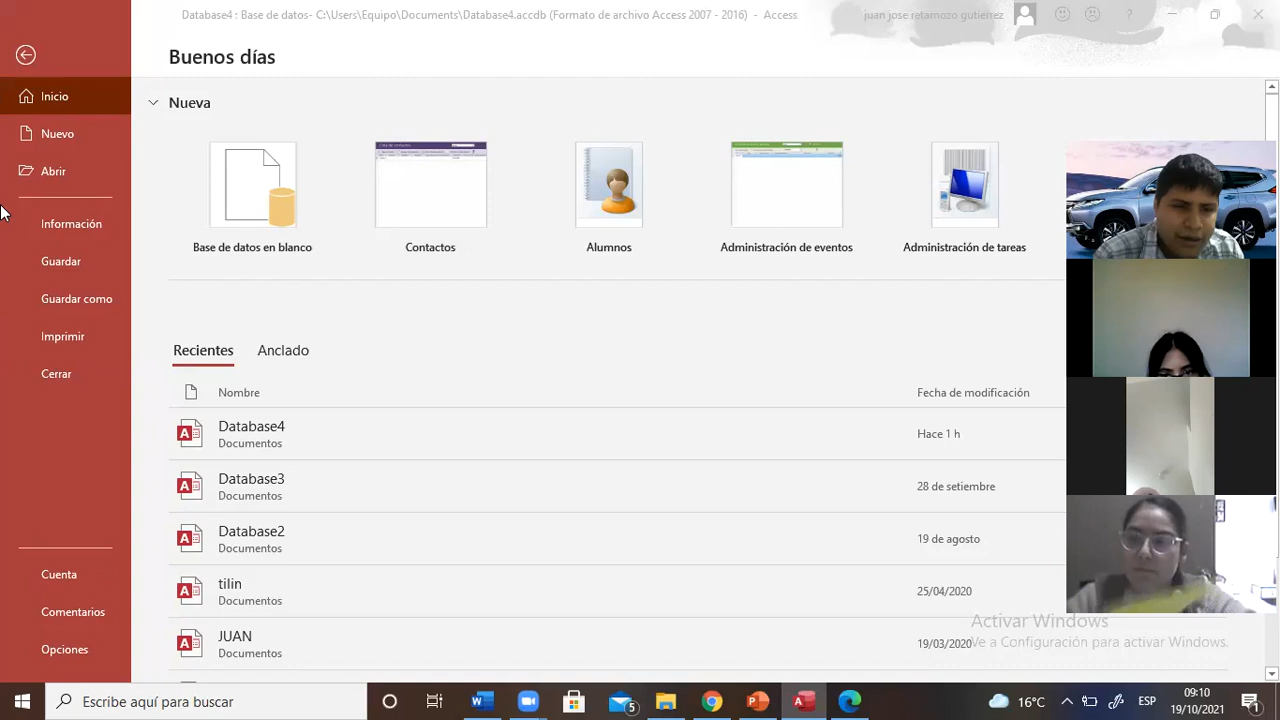 Database4 : Base de datos- C:\Users\Equipo\Documents\Database4.accdb (Formato de archivo Access 2007 - 2016) - Access
juan jose retamozo gutierrez
?
Buenos días
Inicio
Nuevo
Abrir
Información
Guardar
Guardar como
Imprimir
Cerrar
Cuenta
Comentarios
Opciones
Nueva
Base de datos en blanco
Contactos
Alumnos
Administración de eventos
Administración de tareas
Recientes Anclado
Nombre Fecha de modificación
Database4
Documentos
Hace 1 h
Database3
Documentos
28 de setiembre
Database2
Documentos
19 de agosto
tilin
Documentos
25/04/2020
JUAN
Documentos
19/03/2020
Activar Windows
Ve a Configuración para activar Windows.
Escribe aquí para buscar
5
16°C
ESP
09:10
19/10/2021
1